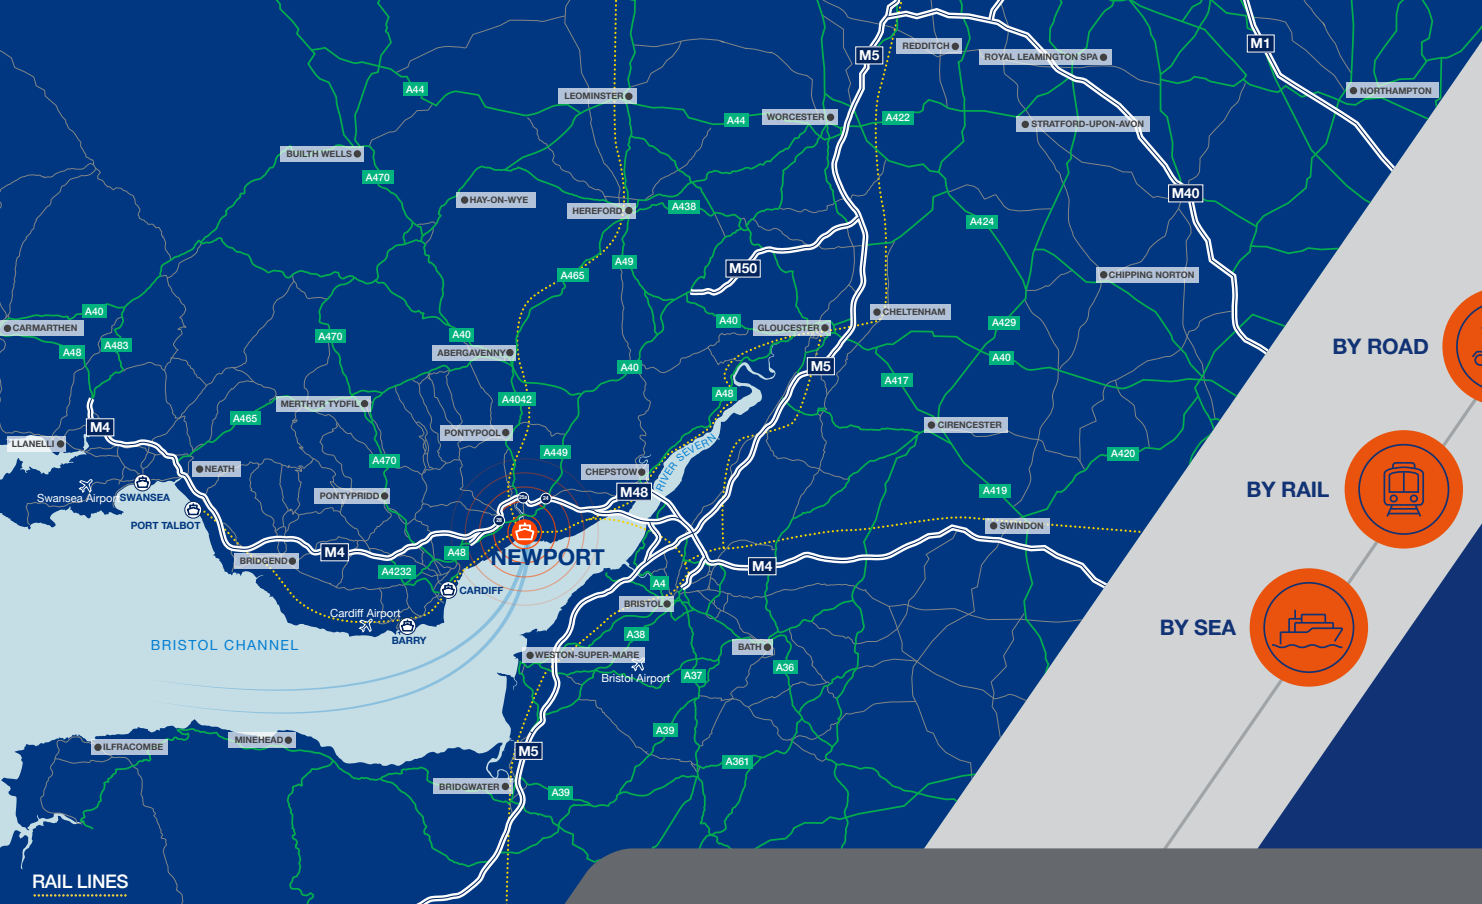 M5
REDDITCH
ROYAL LEAMINGTON SPA
M1
A44
LEOMINSTER
NORTHAMPTON
A44
WORCESTER
A422
STRATFORD-UPON-AVON
BUILTH WELLS
A470
HAY-ON-WYE
M40
HEREFORD
A438
A424
A49
M50
A465
CHIPPING NORTON
A40
CARMARTHEN
CHELTENHAM
A40
GLOUCESTER
A429
A470
A40
A483
A48
ABERGAVENNY
A40
A40
M5
BY ROAD
A417
A48
MERTHYR TYDFIL
A4042
A465
M4
CIRENCESTER
PONTYPOOL
LLANELLI
A449
A420
RIVER SEVERN
A470
NEATH
CHEPSTOW
Swansea Airport
SWANSEA
PONTYPRIDD
M48
A419
BY RAIL
25a
24
28
PORT TALBOT
SWINDON
M4
A48
NEWPORT
BRIDGEND
A4232
M4
A4
CARDIFF
BRISTOL
Cardiff Airport
BARRY
A38
BY SEA
BRISTOL CHANNEL
WESTON-SUPER-MARE
BATH
A36
Bristol Airport
A37
A39
ILFRACOMBE
MINEHEAD
M5
A361
BRIDGWATER
A39
RAIL LINES